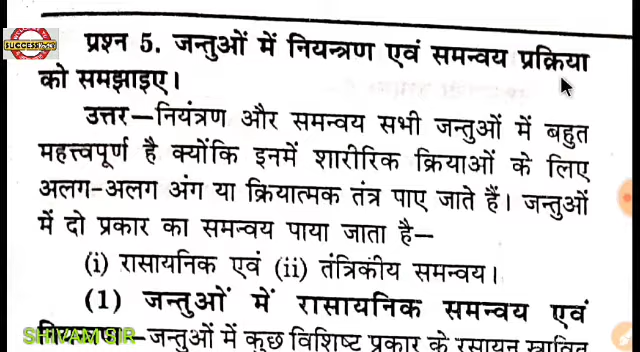 SUCCESS
प्रश्न 5. जन्तुओं में नियन्त्रण एवं समन्वय प्रक्रिया
को समझाइए।
उत्तर—नियंत्रण और समन्वय सभी जन्तुओं में बहुत
महत्त्वपूर्ण है क्योंकि इनमें शारीरिक क्रियाओं के लिए
अलग-अलग अंग या क्रियात्मक तंत्र पाए जाते हैं। जन्तुओं
में दो प्रकार का समन्वय पाया जाता है—
(i) रासायनिक एवं (ii) तंत्रिकीय समन्वय।
(1) जन्तुओं में रासायनिक समन्वय एवं
जन्तुओं में कुछ विशिष्ट प्रकार के रसायन स्रावित
SHIVAM SIR